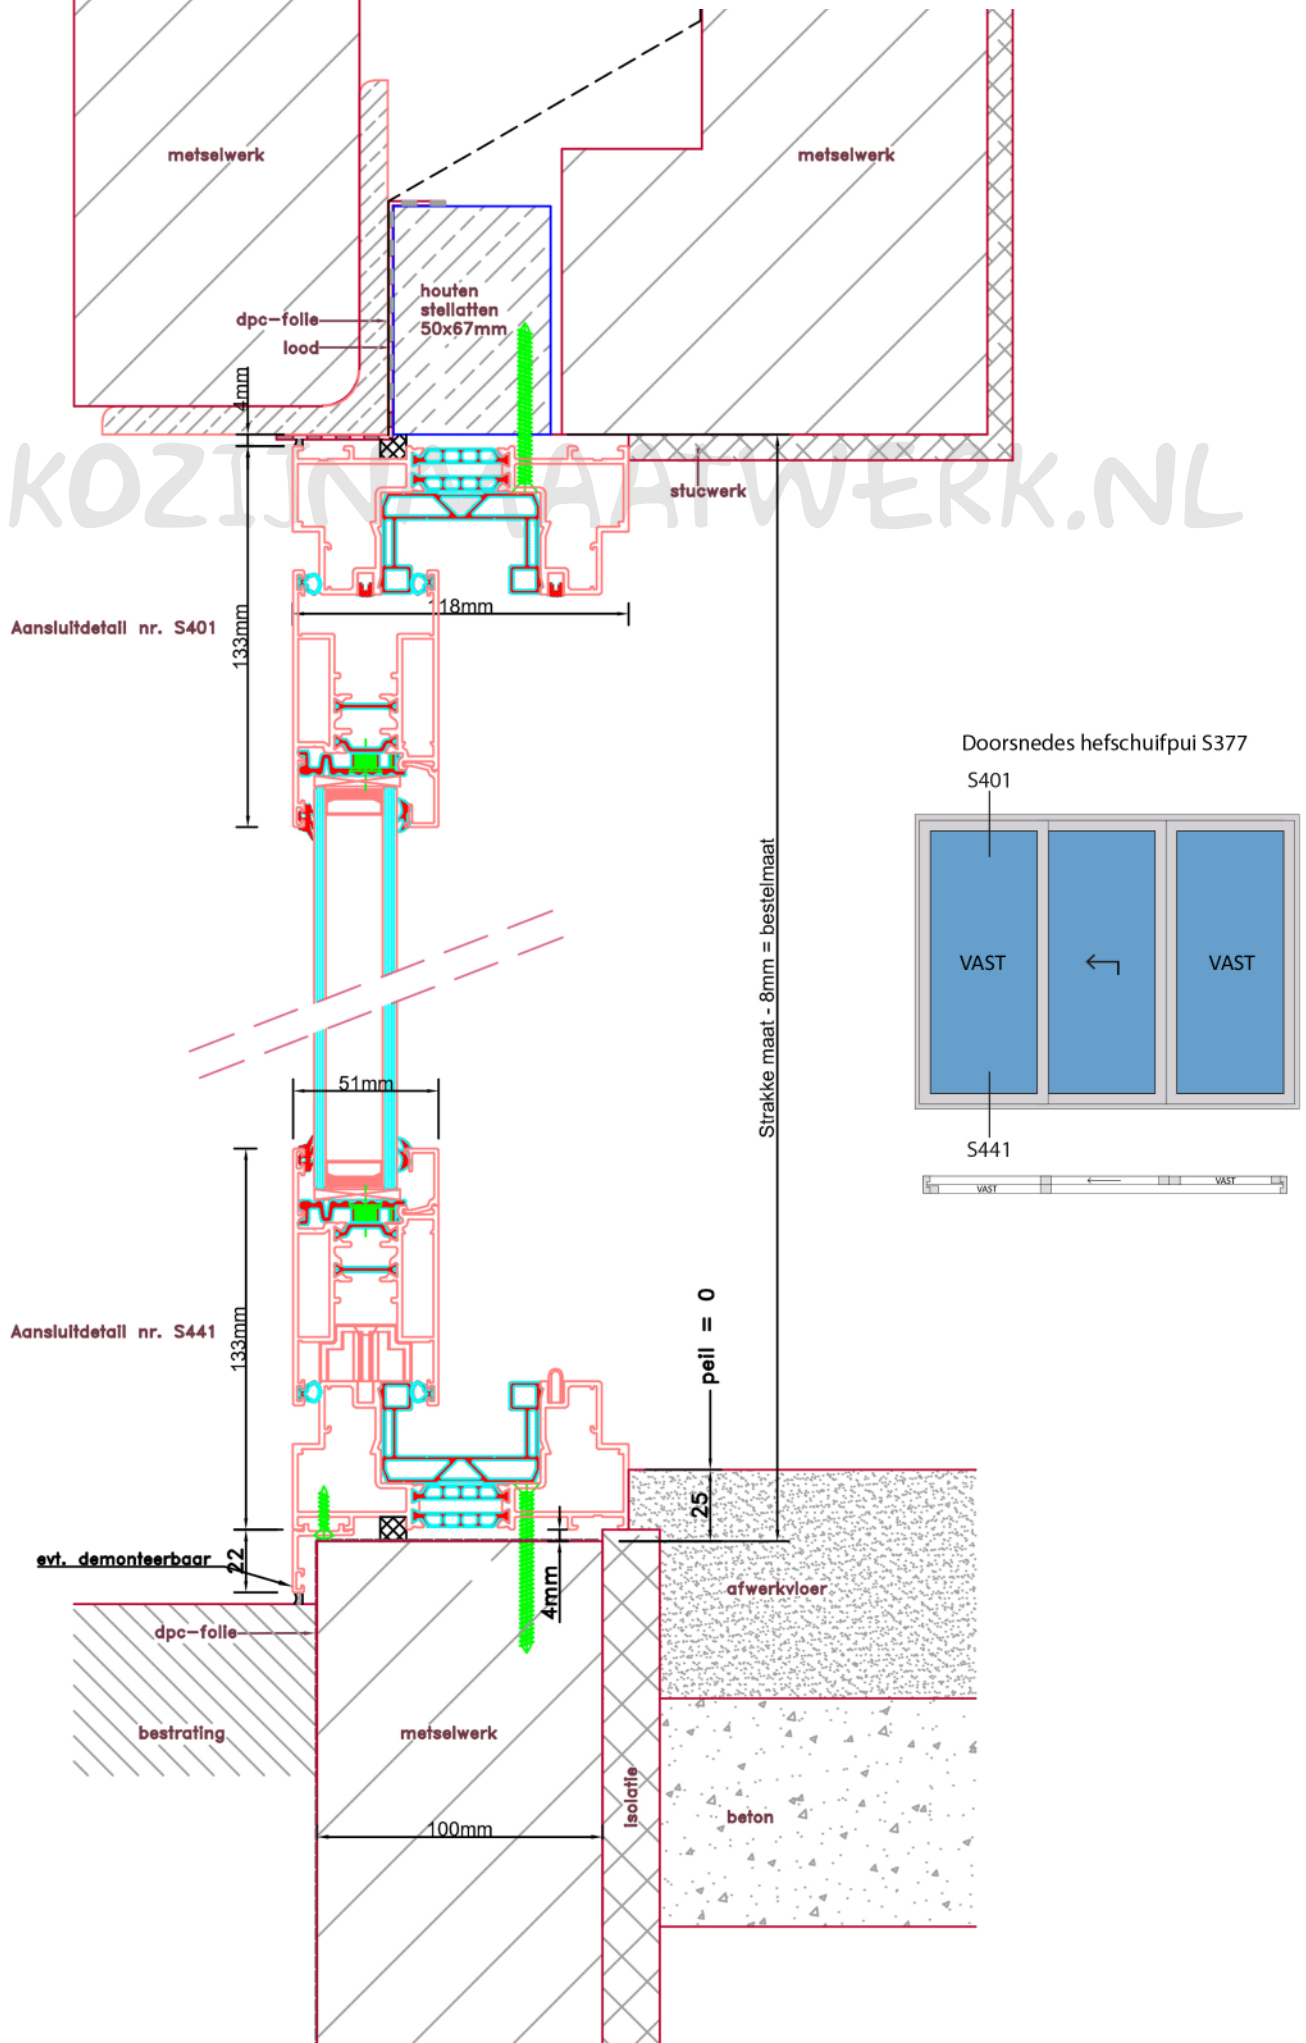 metselwerk
metselwerk
houten
stellatten
50x67mm
dpc-folie
lood
4mm
KOZIJNMAATWERK.NL
stucwerk
118mm
Aansluitdetail nr. S401
133mm
Doorsnedes hefschuifpui S377
S401
Strakke maat - 8mm = bestelmaat
VAST
VAST
51mm
S441
VAST
VAST
peil = 0
Aansluitdetail nr. S441
133mm
25
evt. demonteerbaar
22
4mm
afwerkvloer
dpc-folie
bestrating
metselwerk
isolatie
beton
100mm